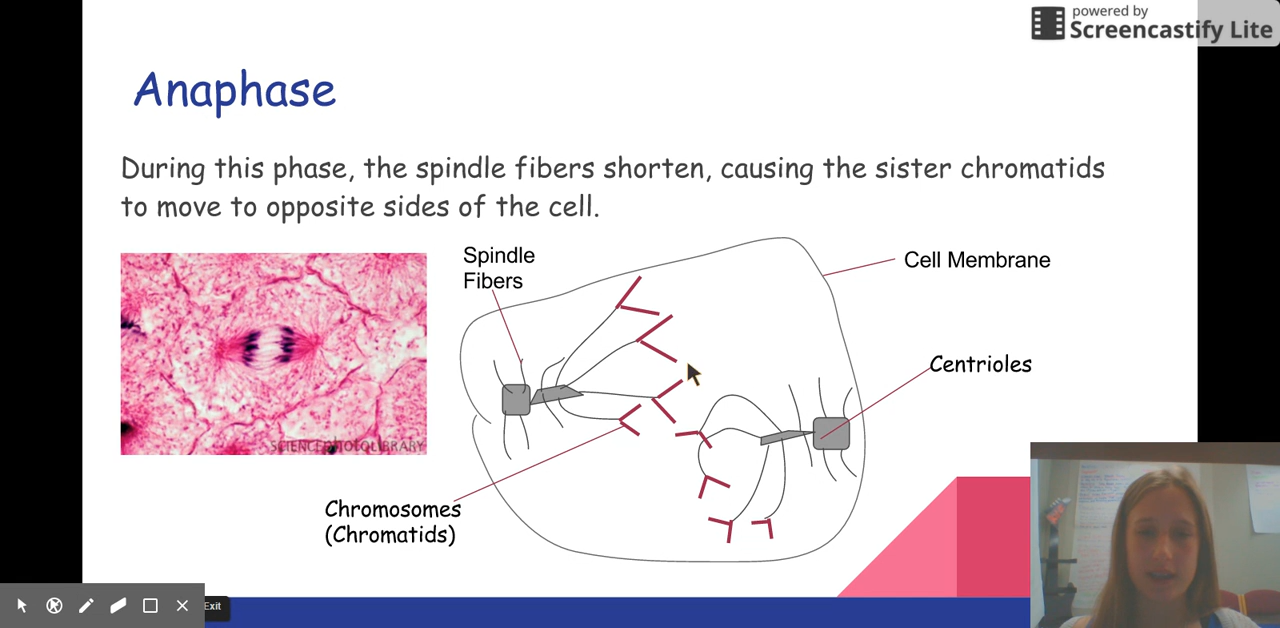 powered by
Screencastify Lite
Anaphase
During this phase, the spindle fibers shorten, causing the sister chromatids
to move to opposite sides of the cell.
Spindle
Fibers
Cell Membrane
Centrioles
SCIENCEPHOTOLIBRARY
Chromosomes
(Chromatids)
Exit